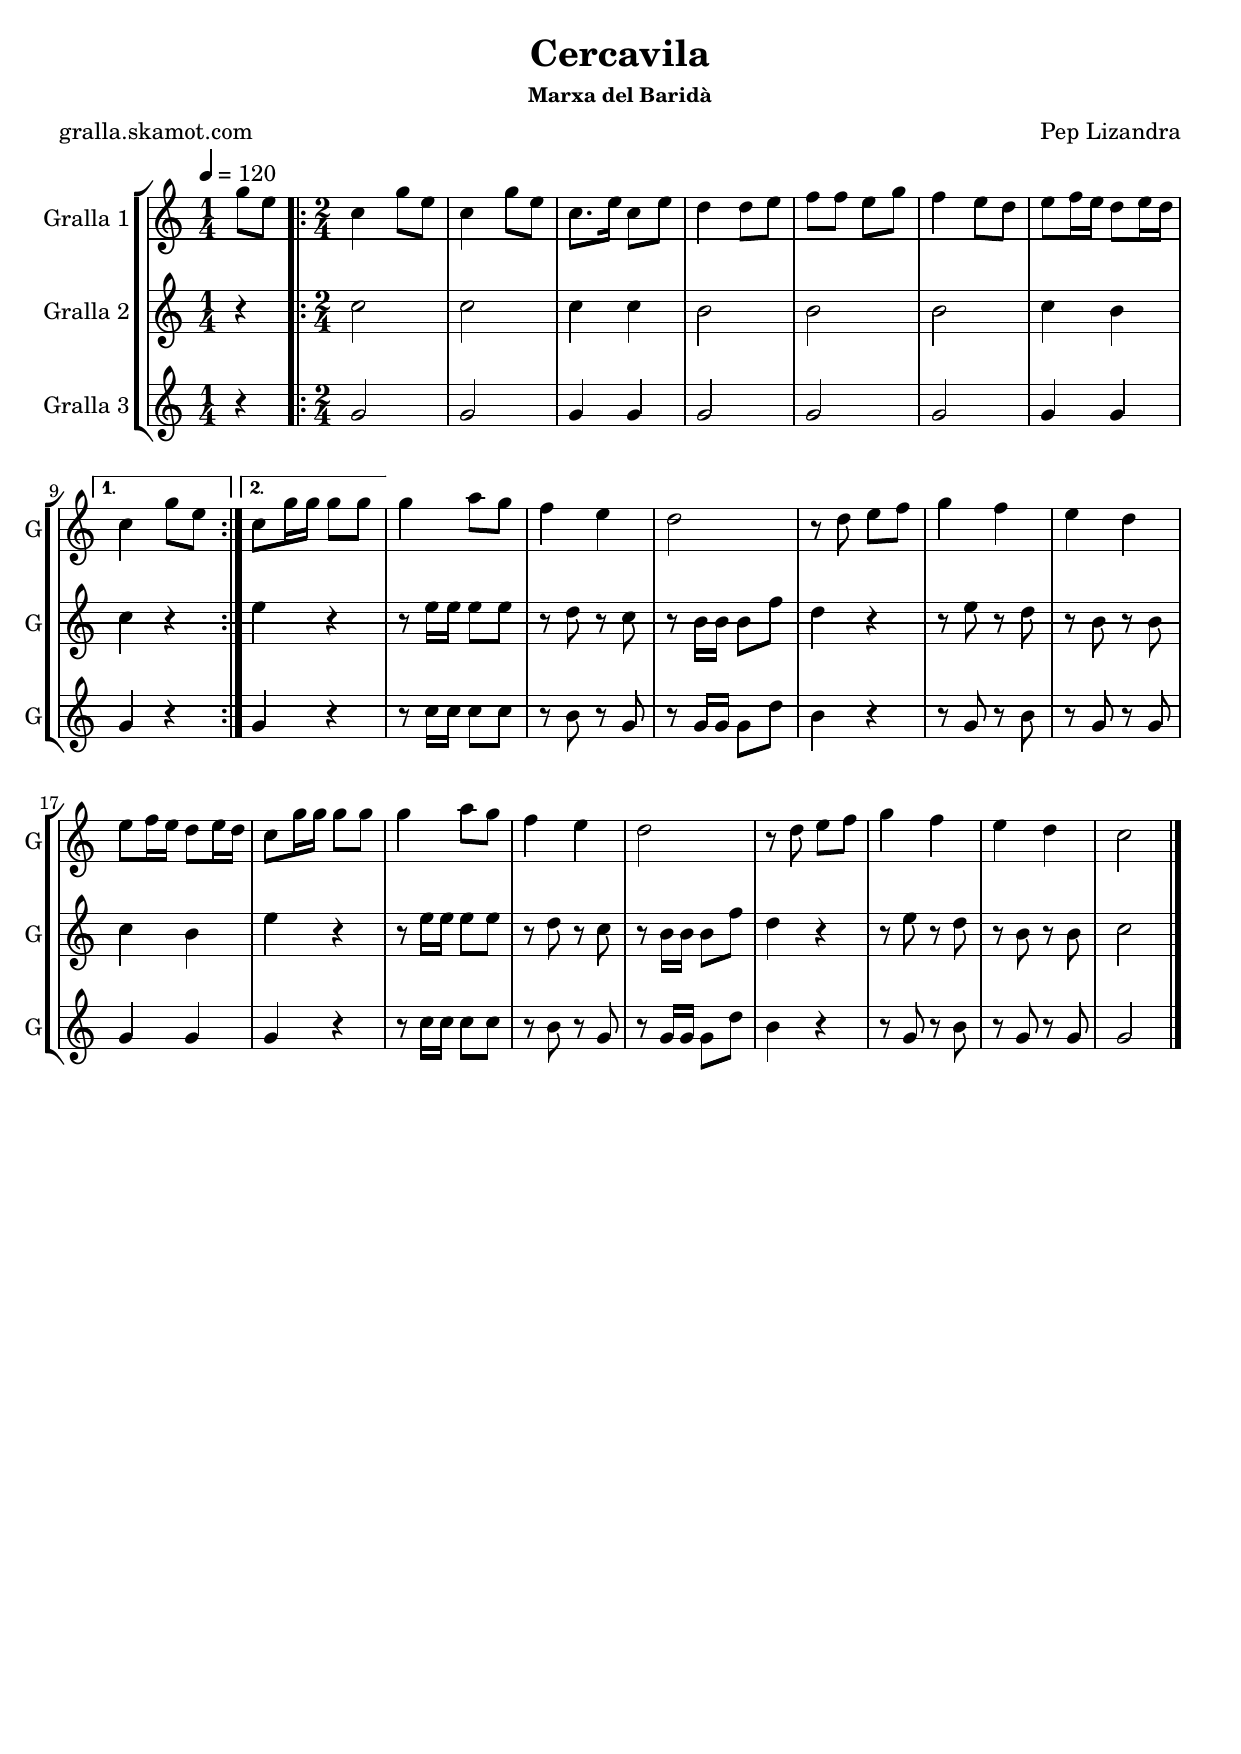 Cercavila
Marxa del Baridà
gralla.skamot.com
Pep Lizandra
= 120
Gralla 1
Gralla 2
Gralla 3
9
1.
2.
G
G
G
17
G
G
G